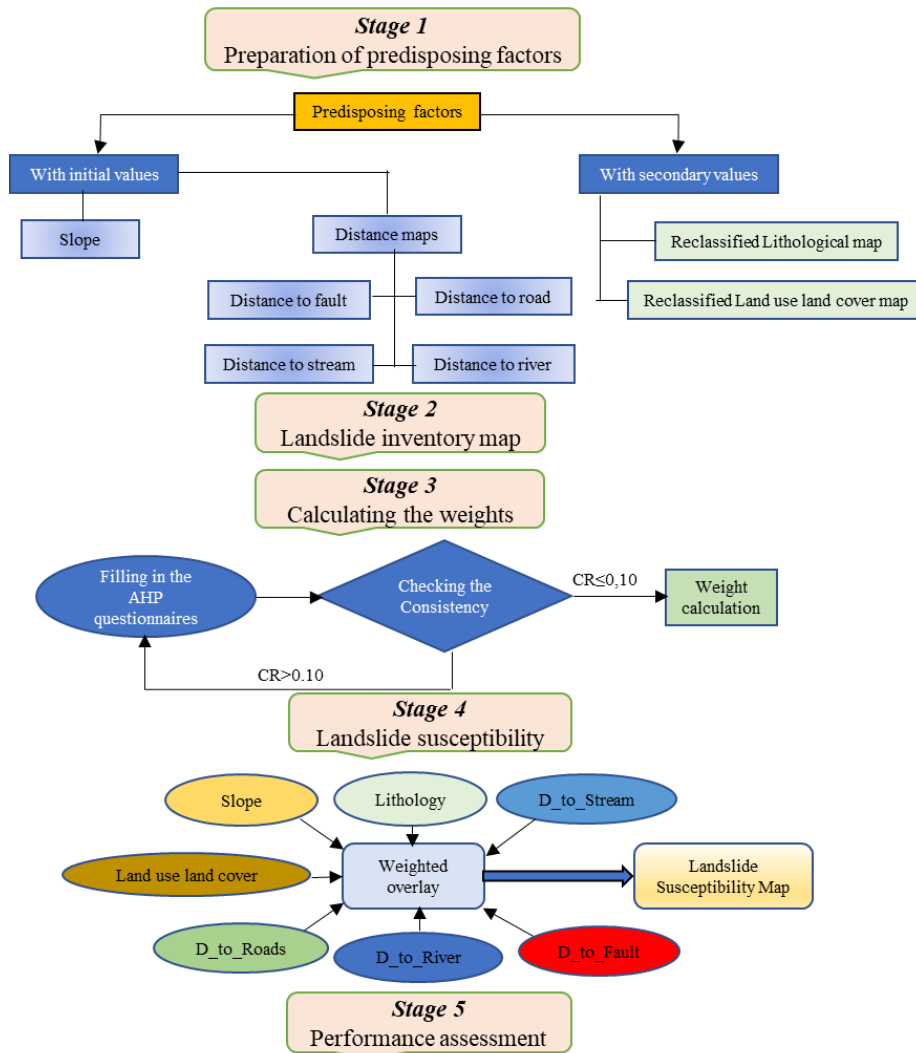 Stage 1
Preparation of predisposing factors
Predisposing factors
With initial values
With secondary values
Slope
Distance maps
Reclassified Lithological map
Distance to fault
Distance to road
Reclassified Land use land cover map
Distance to stream
Distance to river
Stage 2
Landslide inventory map
Stage 3
Calculating the weights
Filling in the
AHP
questionnaires
Checking the
Consistency
CR≤0,10
Weight
calculation
CR>0.10
Stage 4
Landslide susceptibility
Slope
Lithology
D_to_Stream
Land use land cover
Weighted
overlay
Landslide
Susceptibility Map
D_to_Roads
D_to_River
D_to_Fault
Stage 5
Performance assessment